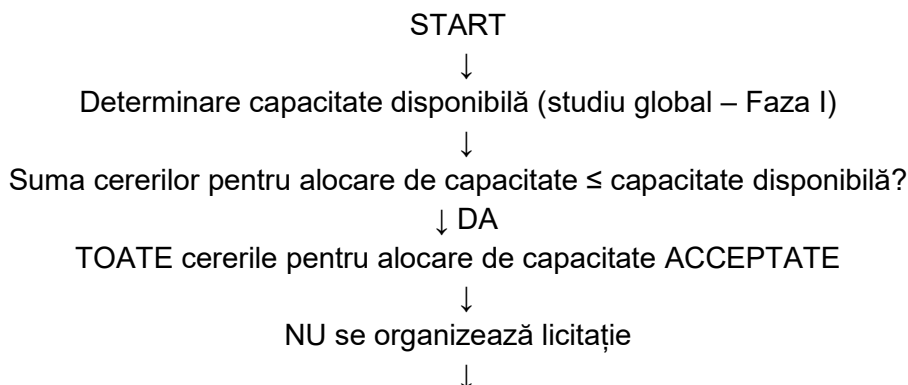 START
↓
Determinare capacitate disponibilă (studiu global – Faza I)
↓
Suma cererilor pentru alocare de capacitate ≤ capacitate disponibilă?
↓ DA
TOATE cererile pentru alocare de capacitate ACCEPTATE
↓
NU se organizează licitație
↓